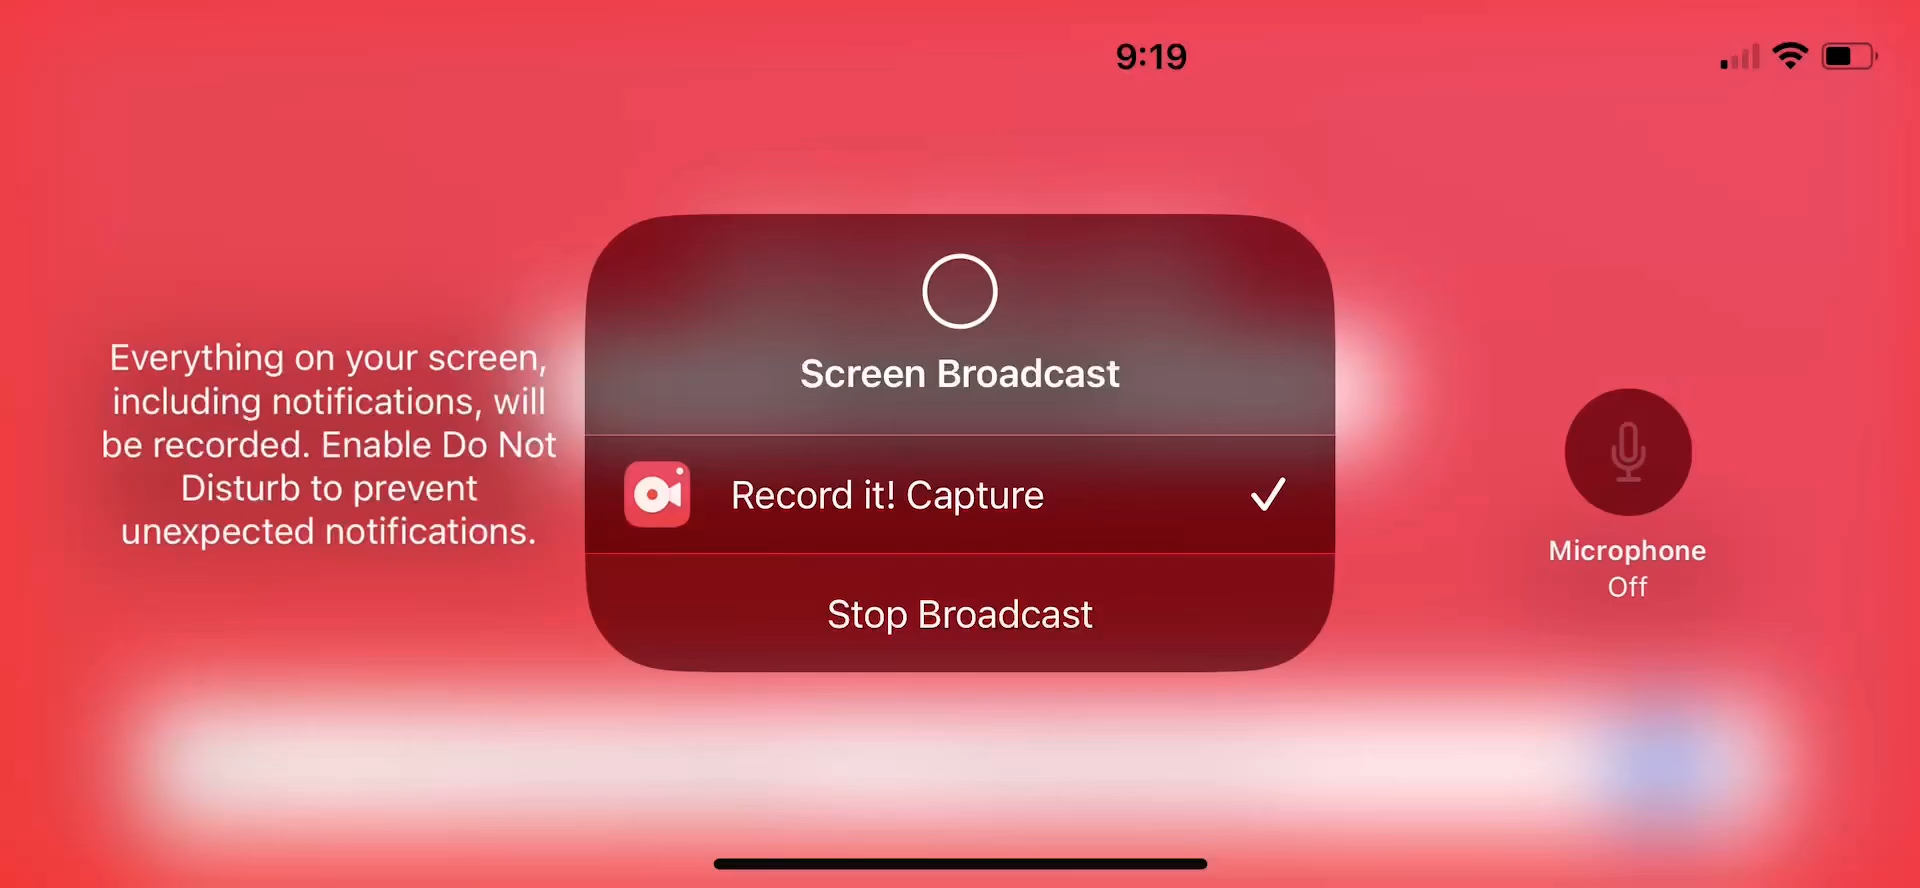 9:19
Everything on your screen,
including notifications, will
be recorded. Enable Do Not
Disturb to prevent
unexpected notifications.
Screen Broadcast
Record it! Capture
Stop Broadcast
Microphone
Off